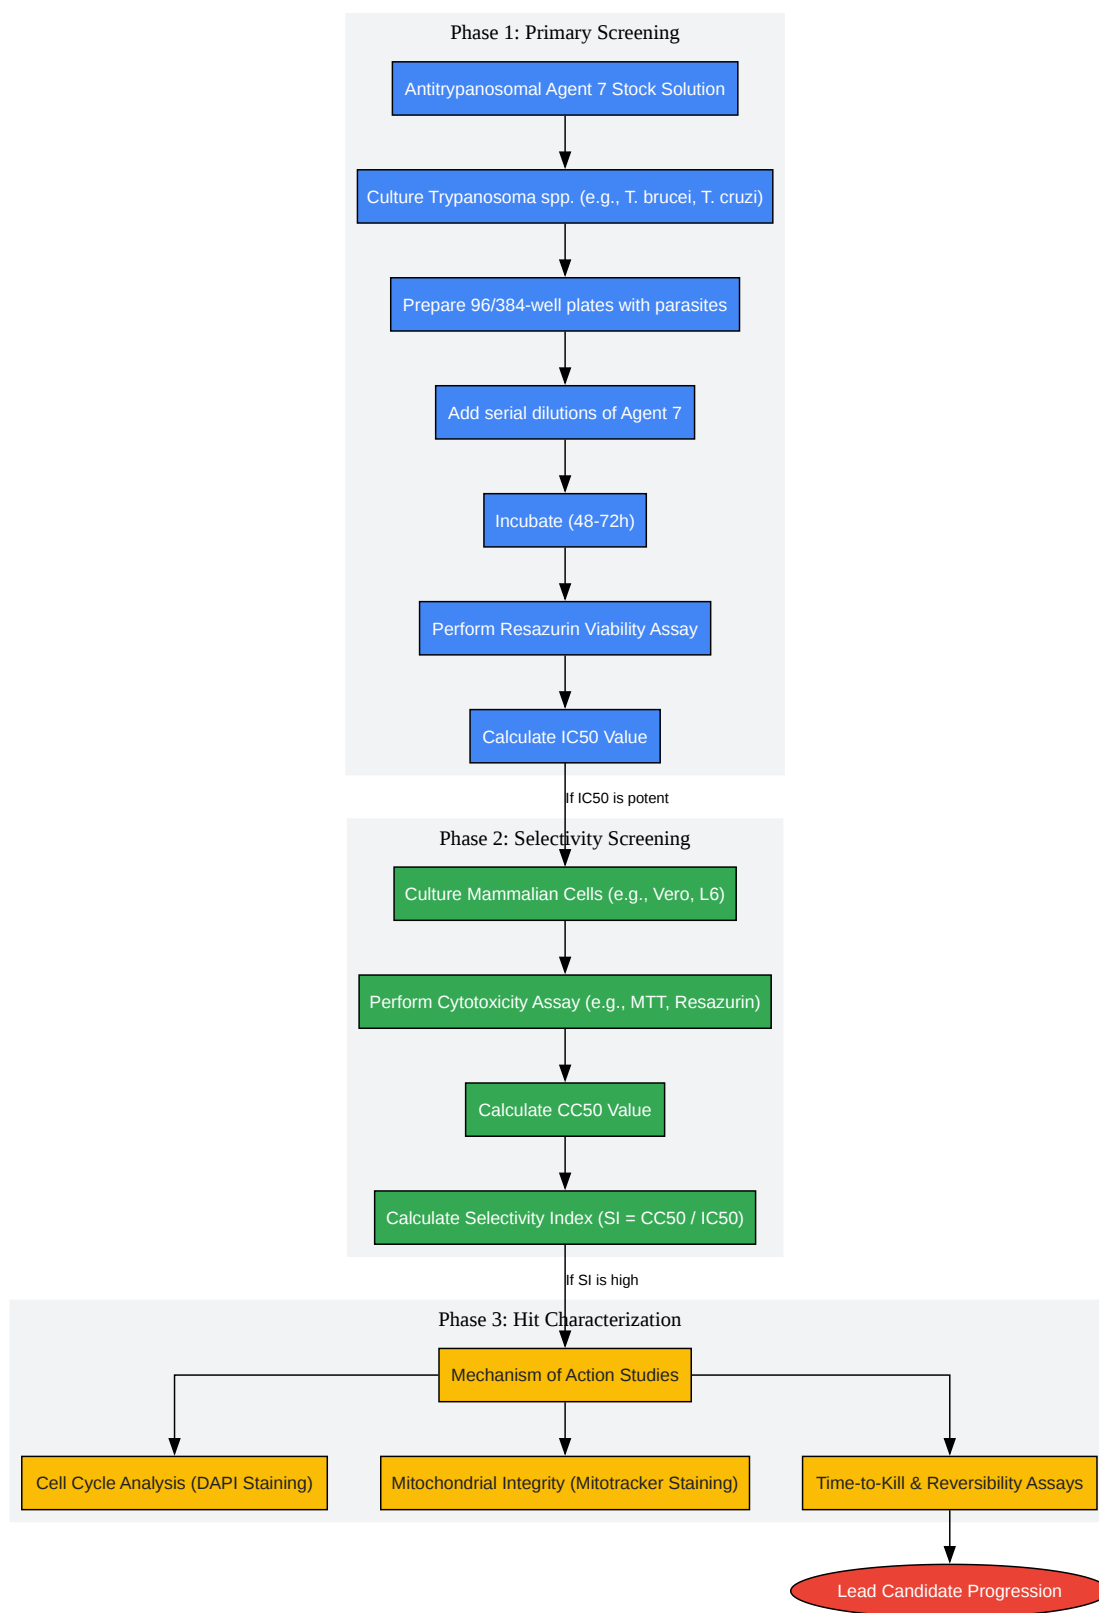 Phase 1: Primary Screening
Antitrypanosomal Agent 7 Stock Solution
Culture Trypanosoma spp. (e.g., T. brucei, T. cruzi)
Prepare 96/384-well plates with parasites
Add serial dilutions of Agent 7
Incubate (48-72h)
Perform Resazurin Viability Assay
Calculate IC50 Value
If IC50 is potent
Phase 2: Selectivity Screening
Culture Mammalian Cells (e.g., Vero, L6)
Perform Cytotoxicity Assay (e.g., MTT, Resazurin)
Calculate CC50 Value
Calculate Selectivity Index (SI = CC50 / IC50)
If SI is high
Phase 3: Hit Characterization
Mechanism of Action Studies
Cell Cycle Analysis (DAPI Staining)
Mitochondrial Integrity (Mitotracker Staining)
Time-to-Kill & Reversibility Assays
Lead Candidate Progression